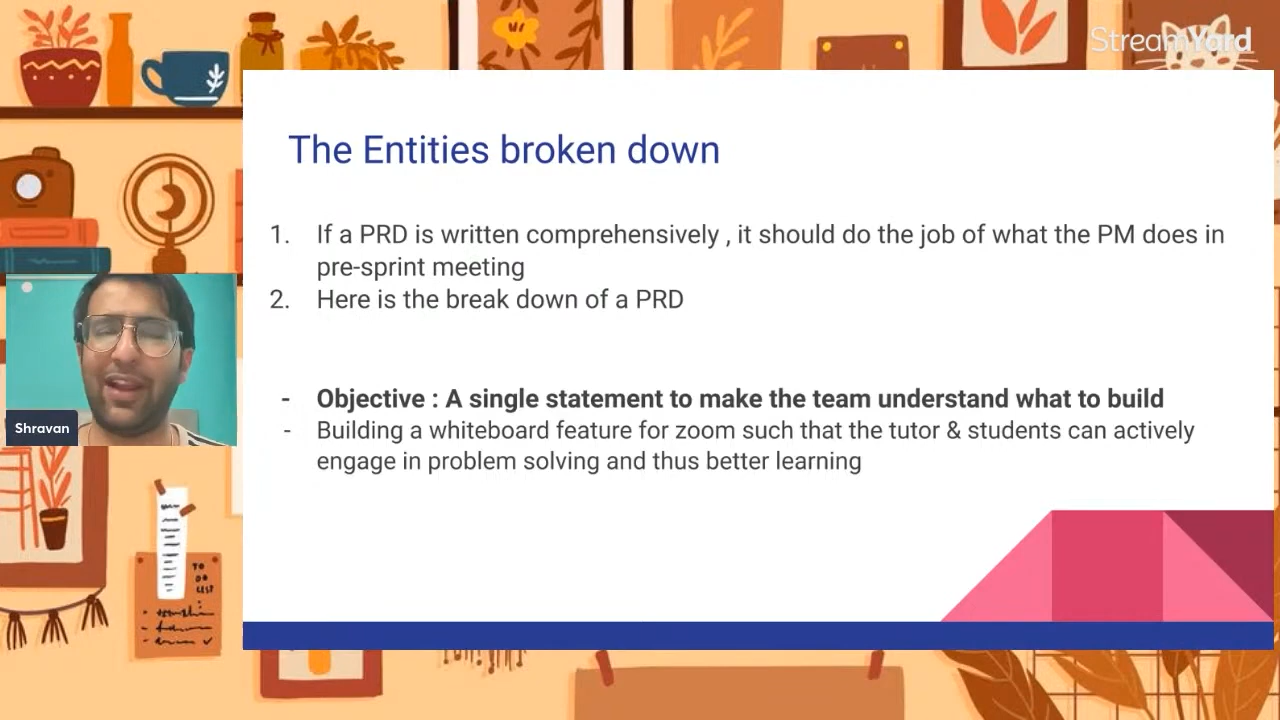 StreamYard
The Entities broken down
1. If a PRD is written comprehensively , it should do the job of what the PM does in
pre-sprint meeting
2. Here is the break down of a PRD
- Objective : A single statement to make the team understand what to build
- Building a whiteboard feature for zoom such that the tutor & students can actively
engage in problem solving and thus better learning
Shravan
TO
DO
LIST